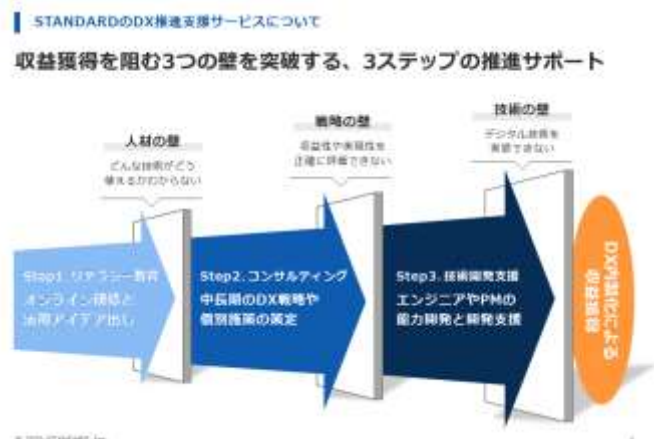 STANDARDのDX推進支援サービスについて
収益獲得を阻む3つの壁を突破する、3ステップの推進サポート
人材の壁
どんな技術がどう
使えるかわからない
戦略の壁
収益性や実現性を
正確に評価できない
技術の壁
デジタル技術を
実装できない
Step1. リテラシー教育
オンライン研修と
活用アイデア出し
Step2. コンサルティング
中長期のDX戦略や
個別施策の策定
Step3. 技術開発支援
エンジニアやPMの
能力開発と開発支援
DX内製化による
収益獲得